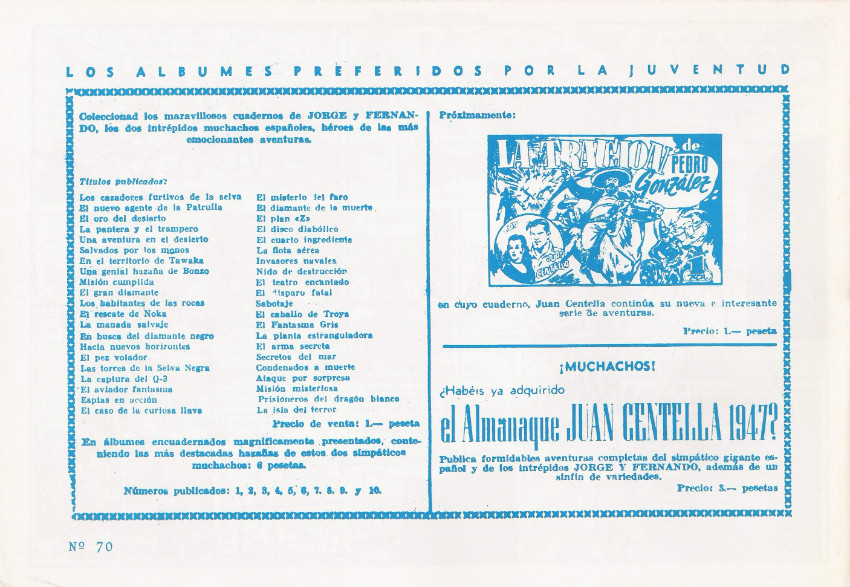 LOS ALBUMES PREFERIDOS POR LA JUVENTUD
Coleccionad los maravillosos cuadernos de JORGE y FERNAN-
DO, los dos intrépidos muchachos españoles, héroes de las más
emocionantes aventuras.
Títulos publicados:
Los cazadores furtivos de la selva
El nuevo agente de la Patrulla
El oro del desierto
La pantera y el trampero
Una aventura en el desierto
Salvados por los monos
En el territorio de Tawaka
Una genial hazaña de Bonzo
Misión cumplida
El gran diamante
Los habitantes de las rocas
El rescate de Noka
La manada salvaje
En busca del diamante negro
Hacia nuevos horizontes
El pez volador
Las torres de la Selva Negra
La captura del Q-3
El aviador fantasma
Espías en acción
El caso de la curiosa llave
El misterio del faro
El diamante de la muerte
El plan «Z»
El disco diabólico
El cuarto ingrediente
La flota aérea
Invasores navales
Nido de destrucción
El teatro encantado
El disparo fatal
Sabotaje
El caballo de Troya
El Fantasma Gris
La planta estranguladora
El arma secreta
Secretos del mar
Condenados a muerte
Ataque por sorpresa
Misión misteriosa
Prisioneros del dragón blanco
La isla del terror
Precio de venta: 1.— peseta
En álbumes encuadernados magníficamente presentados, conte-
niendo las más destacadas hazañas de estos dos simpáticos
muchachos: 6 pesetas.
Números publicados: 1, 2, 3, 4, 5, 6, 7. 8. 9. y 10.
Próximamente:
LA TRAICION de
PEDRO
González
en cuyo cuaderno, Juan Centella continúa su nueva e interesante
serie de aventuras.
Precio: 1.— peseta
¡MUCHACHOS!
¿Habéis ya adquirido
el Almanaque JUAN CENTELLA 1947?
Publica formidables aventuras completas del simpático gigante es-
pañol y de los intrépidos JORGE Y FERNANDO, además de un
sinfín de variedades.
Precio: 3.— pesetas
Nº 70